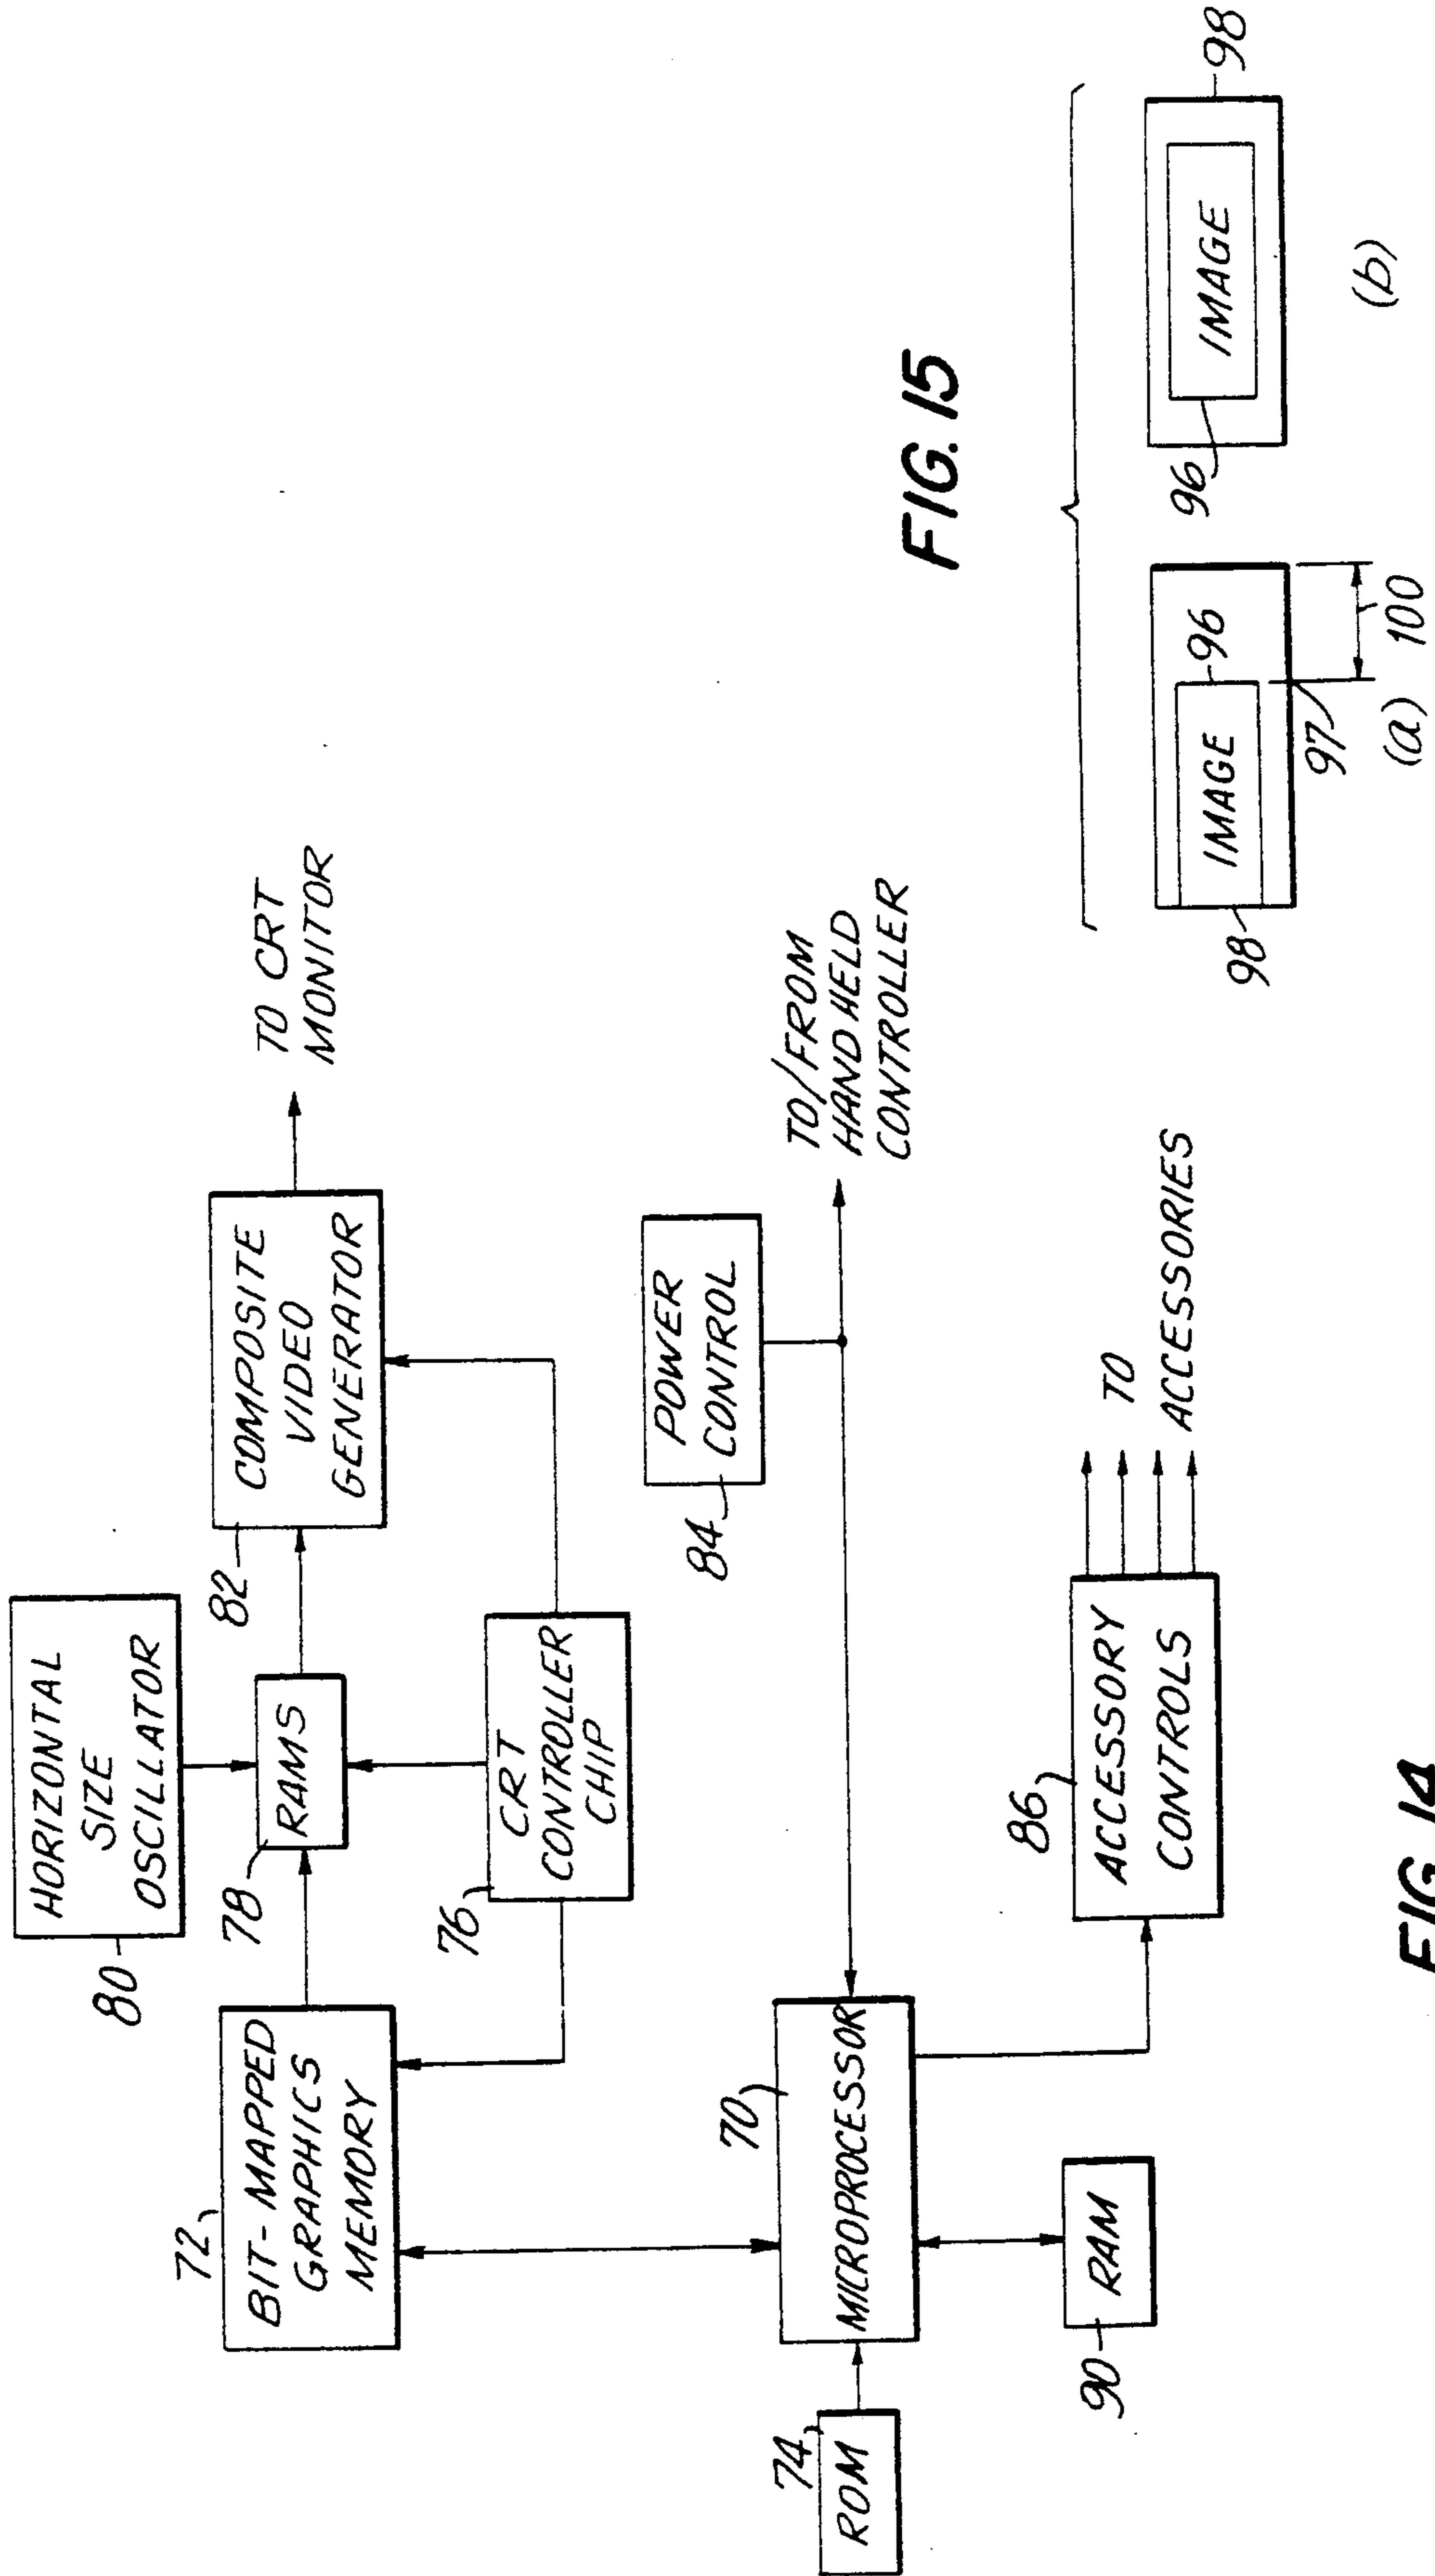 HORIZONTAL
SIZE
OSCILLATOR
80
72
BIT-MAPPED
GRAPHICS
MEMORY
78
RAMS
82
COMPOSITE
VIDEO
GENERATOR
TO CRT
MONITOR
76
CRT
CONTROLLER
CHIP
84
POWER
CONTROL
TO/FROM
HAND HELD
CONTROLLER
70
MICROPROCESSOR
74
ROM
90
RAM
86
ACCESSORY
CONTROLS
TO
ACCESSORIES
FIG. 14
FIG. 15
98
IMAGE
96
97
100
(a)
96
IMAGE
98
(b)